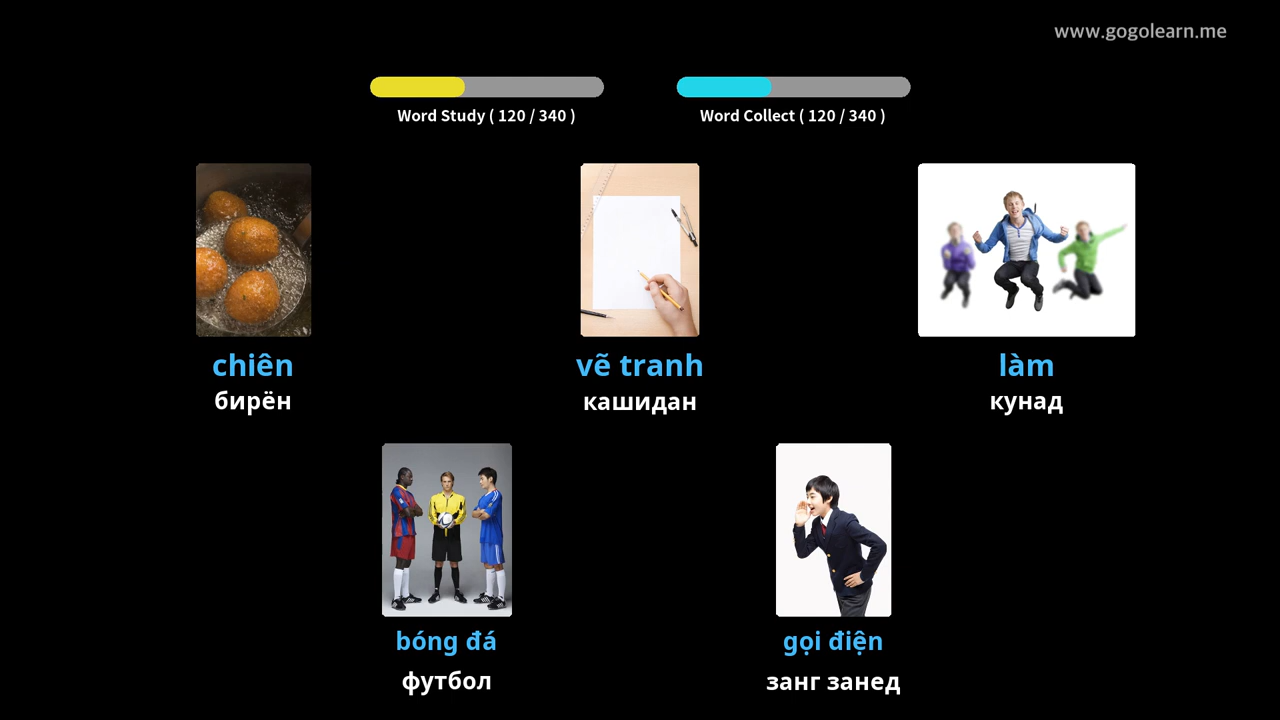 www.gogolearn.me
Word Study ( 120 / 340 )
Word Collect ( 120 / 340 )
chiên
бирён
vẽ tranh
кашидан
làm
кунад
bóng đá
футбол
gọi điện
занг занед